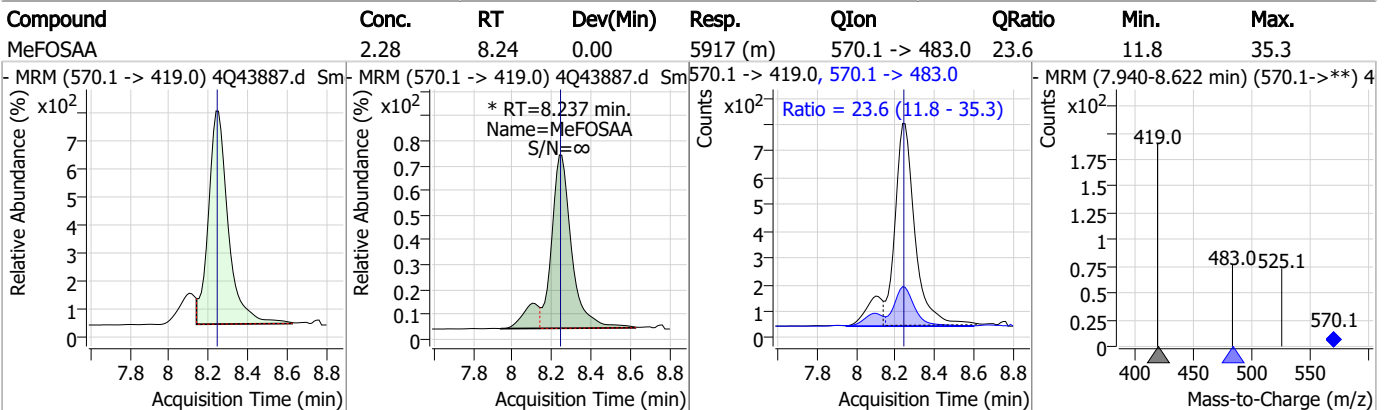 Compound Conc. RT Dev(Min) Resp. QIon QRatio Min. Max.
MeFOSAA 2.28 8.24 0.00 5917 (m) 570.1 -> 483.0 23.6 11.8 35.3
- MRM (570.1 -> 419.0) 4Q43887.d Sm
x10²
Relative Abundance (%)
7
6
5
4
3
2
1
0
7.8 8 8.2 8.4 8.6 8.8
Acquisition Time (min)
- MRM (570.1 -> 419.0) 4Q43887.d Sm
x10²
* RT=8.237 min.
Name=MeFOSAA
S/N=∞
Relative Abundance (%)
0.8
0.7
0.6
0.5
0.4
0.3
0.2
0.1
0
7.8 8 8.2 8.4 8.6 8.8
Acquisition Time (min)
570.1 -> 419.0, 570.1 -> 483.0
x10²
Ratio = 23.6 (11.8 - 35.3)
Counts
7
6
5
4
3
2
1
0
7.8 8 8.2 8.4 8.6 8.8
Acquisition Time (min)
- MRM (7.940-8.622 min) (570.1->**) 4
x10²
Counts
419.0
483.0 525.1
570.1
1.75
1.5
1.25
1
0.75
0.5
0.25
0
400 450 500 550
Mass-to-Charge (m/z)